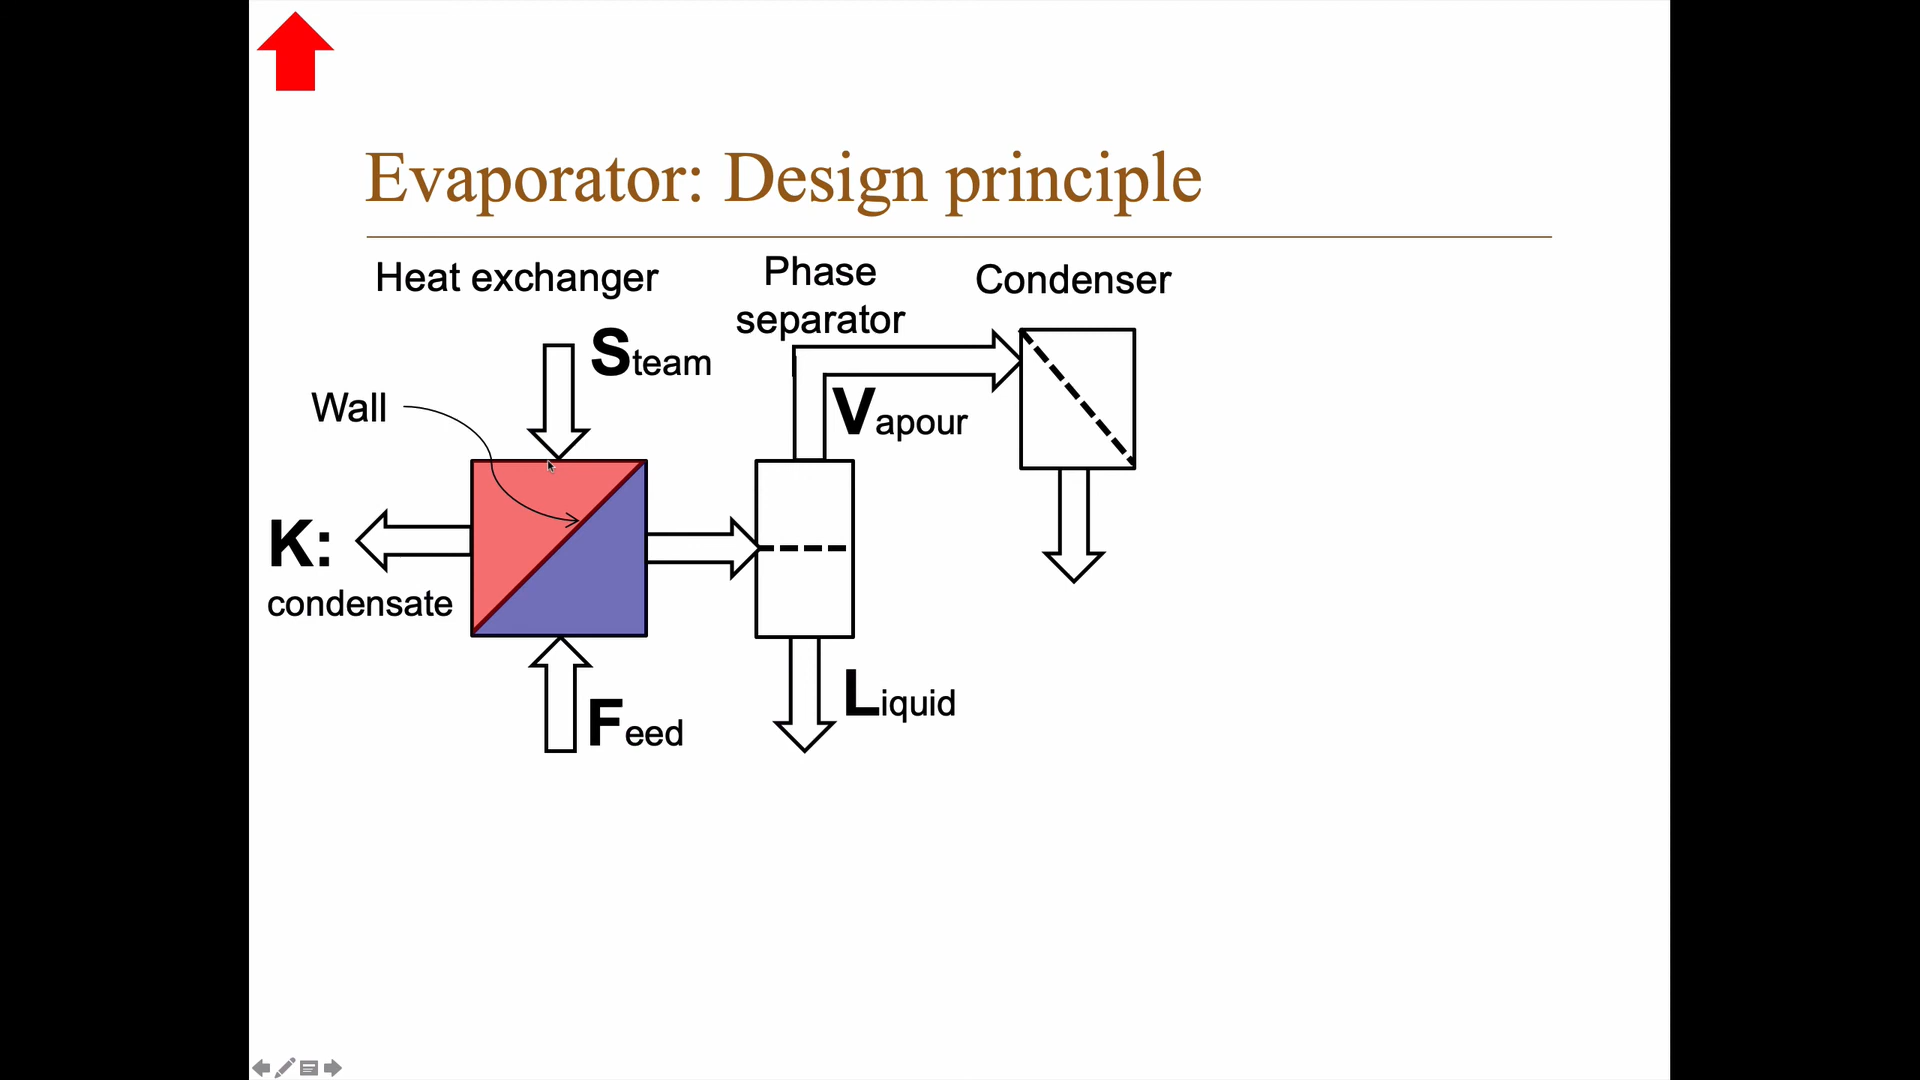 Evaporator: Design principle
Heat exchanger
Phase
separator
Condenser
Steam
Wall
Vapour
K:
condensate
Feed
Liquid